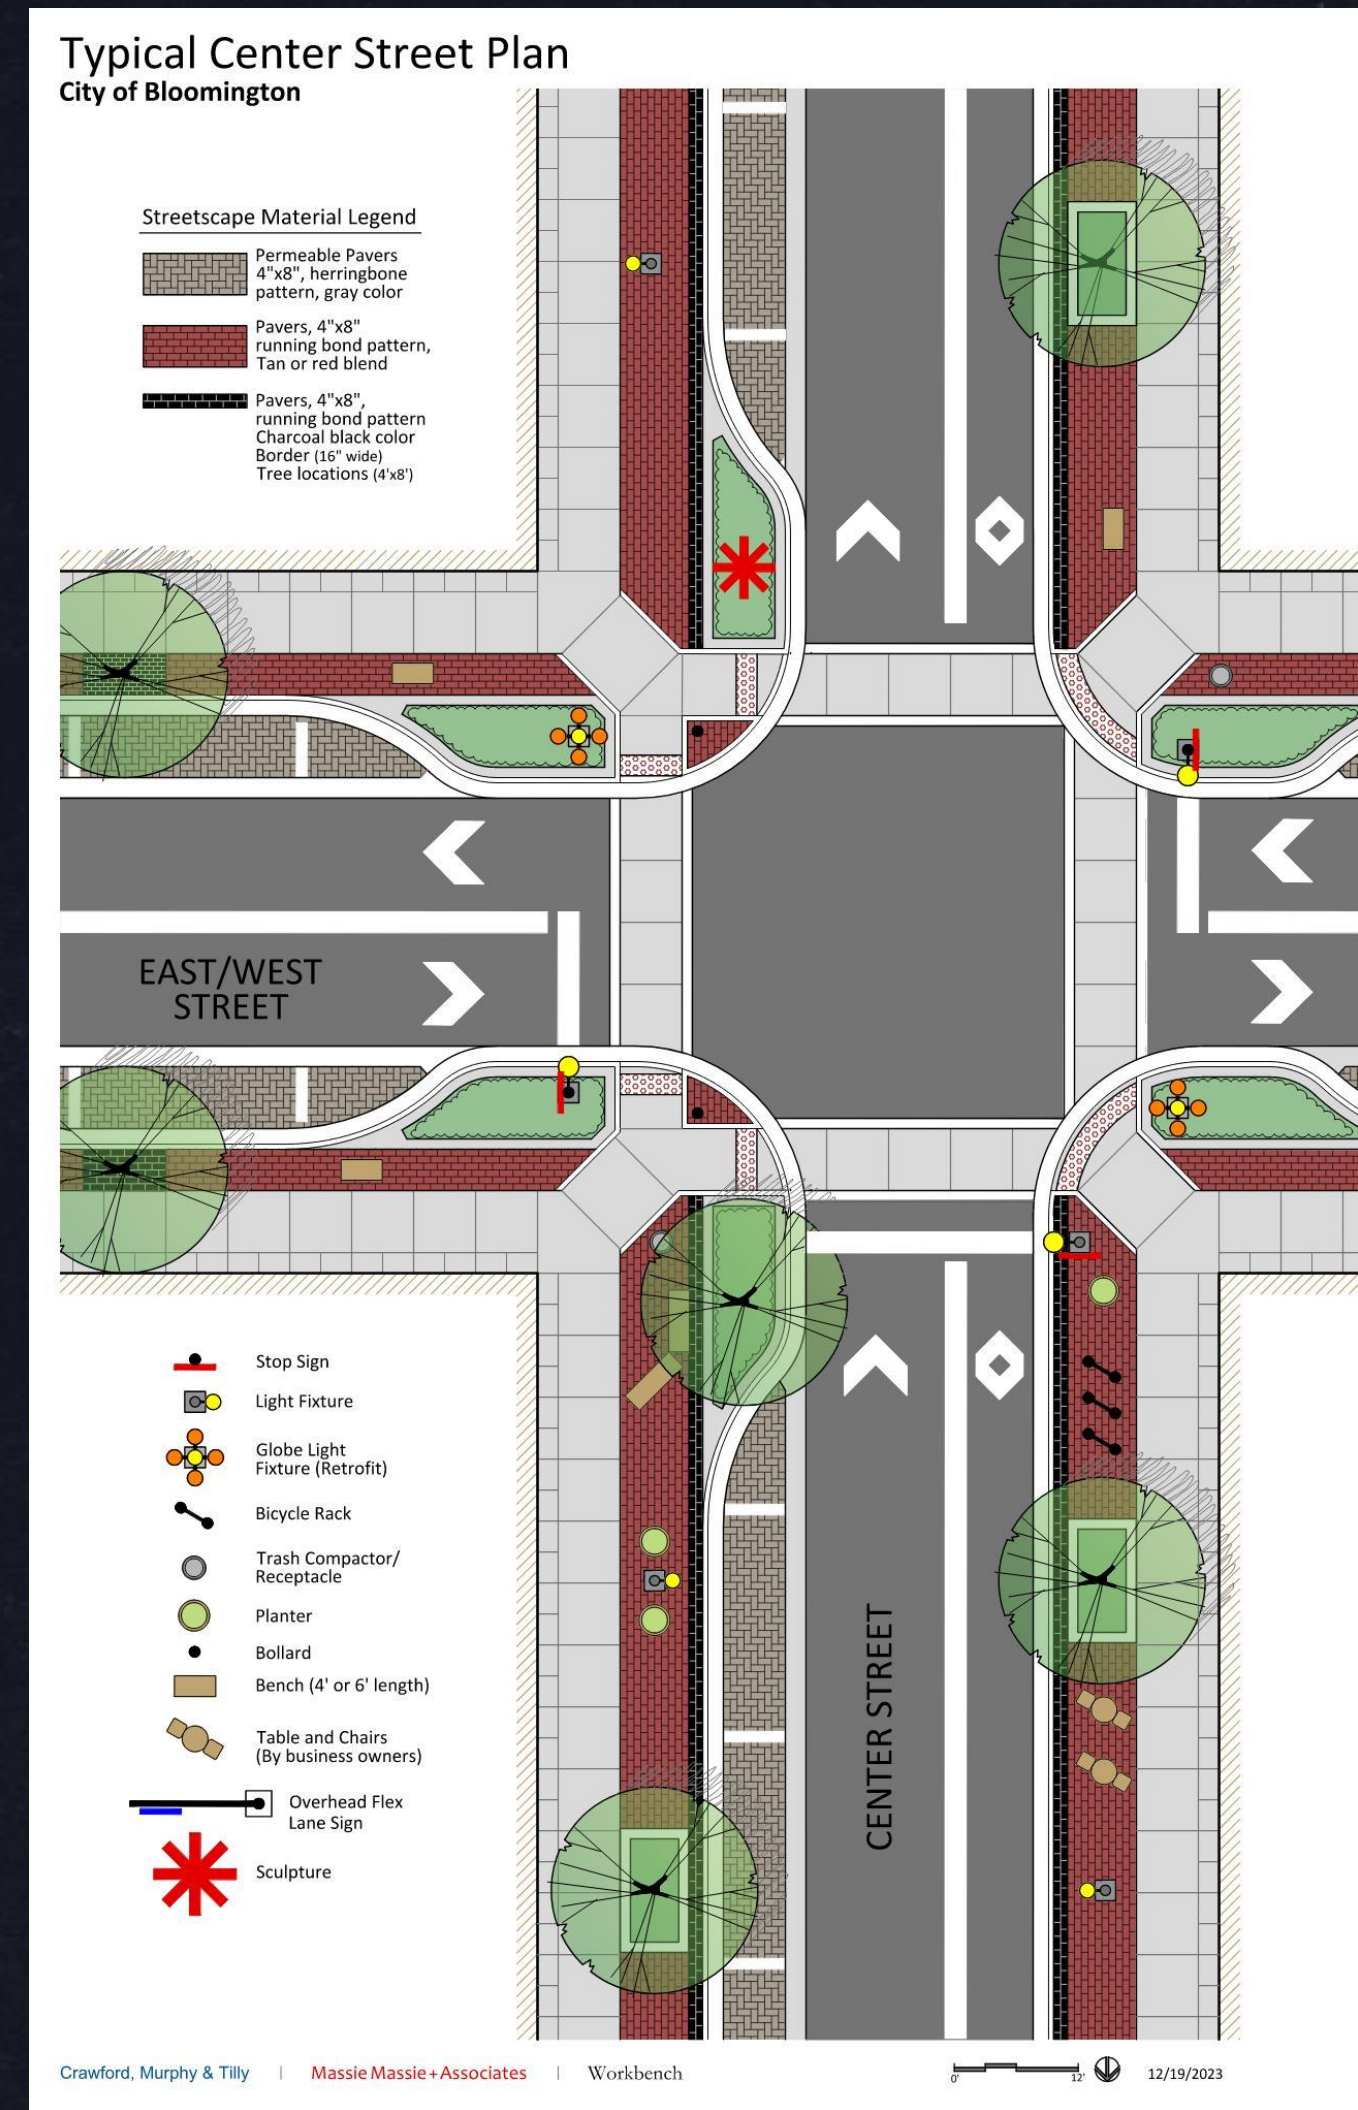 Typical Center Street Plan
City of Bloomington
Streetscape Material Legend
Permeable Pavers
4"x8", herringbone
pattern, gray color
Pavers, 4"x8"
running bond pattern,
Tan or red blend
Pavers, 4"x8",
running bond pattern
Charcoal black color
Border (16" wide)
Tree locations (4'x8')
EAST/WEST
STREET
Stop Sign
Light Fixture
Globe Light
Fixture (Retrofit)
Bicycle Rack
Trash Compactor/
Receptacle
Planter
Bollard
Bench (4' or 6' length)
Table and Chairs
(By business owners)
Overhead Flex
Lane Sign
Sculpture
CENTER STREET
Crawford, Murphy & Tilly | Massie Massie+Associates | Workbench
0' 12' 12/19/2023